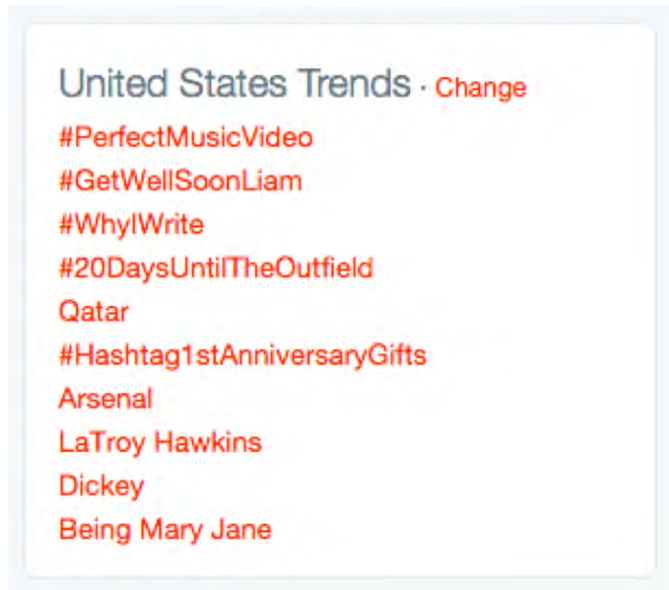 United States Trends · Change
#PerfectMusicVideo
#GetWellSoonLiam
#WhyIWrite
#20DaysUntilTheOutfield
Qatar
#Hashtag1stAnniversaryGifts
Arsenal
LaTroy Hawkins
Dickey
Being Mary Jane